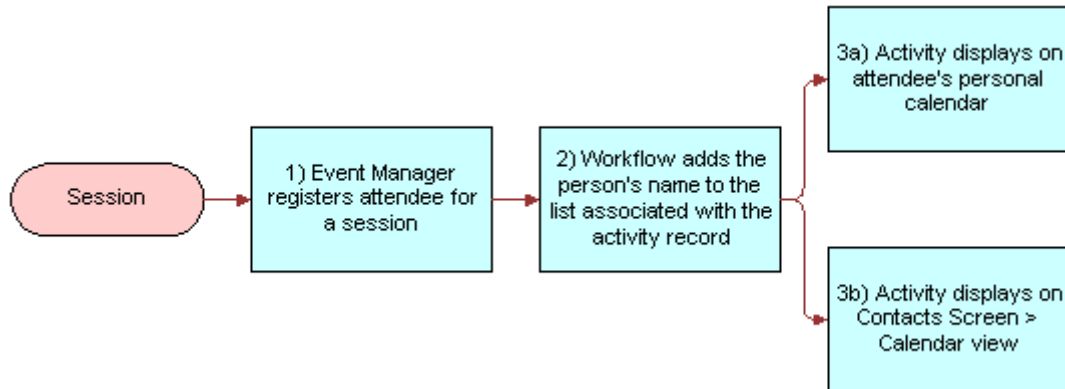 Session
1) Event Manager
registers attendee for
a session
2) Workflow adds the
person's name to the
list associated with the
activity record
3a) Activity displays on
attendee's personal
calendar
3b) Activity displays on
Contacts Screen >
Calendar view